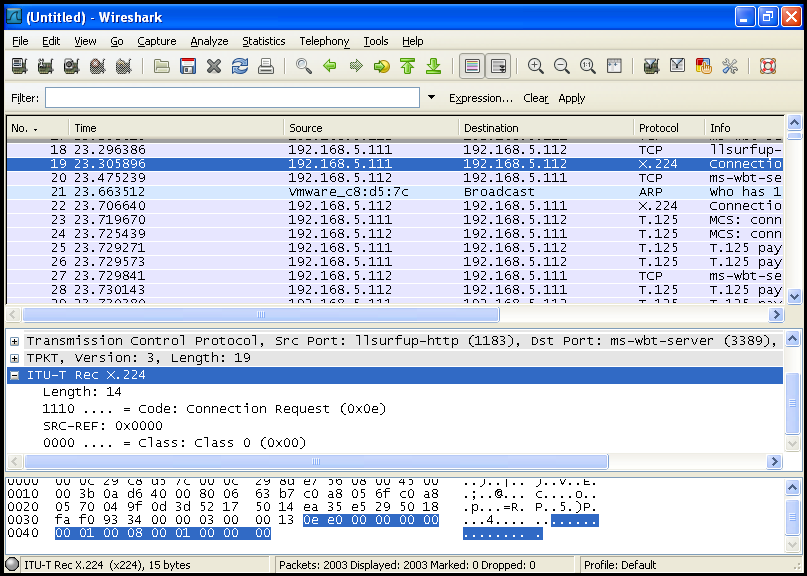 (Untitled) - Wireshark
File Edit View Go Capture Analyze Statistics Telephony Tools Help
Filter: Expression... Clear Apply
No. . Time Source Destination Protocol Info
18 23.296386 192.168.5.111 192.168.5.112 TCP llsurfup-
19 23.305896 192.168.5.111 192.168.5.112 X.224 Connectio
20 23.475239 192.168.5.112 192.168.5.111 TCP ms-wbt-se
21 23.663512 Vmware_c8:d5:7c Broadcast ARP Who has 1
22 23.706640 192.168.5.112 192.168.5.111 X.224 Connectio
23 23.719670 192.168.5.111 192.168.5.112 T.125 MCS: conn
24 23.725439 192.168.5.112 192.168.5.111 T.125 MCS: conn
25 23.729271 192.168.5.111 192.168.5.112 T.125 T.125 pay
26 23.729573 192.168.5.111 192.168.5.112 T.125 T.125 pay
27 23.729841 192.168.5.112 192.168.5.111 TCP ms-wbt-se
28 23.730143 192.168.5.112 192.168.5.111 T.125 T.125 pay
29 23.730380 192.168.5.111 192.168.5.112 T.125 T.125 pay
Transmission Control Protocol, Src Port: llsurfup-http (1183), Dst Port: ms-wbt-server (3389),
TPKT, Version: 3, Length: 19
ITU-T Rec X.224
Length: 14
1110 .... = Code: Connection Request (0x0e)
SRC-REF: 0x0000
0000 .... = Class: Class 0 (0x00)
0000 00 0c 29 c8 d5 7c 00 0c 29 8d e7 56 08 00 45 00 ..)..|.. )..V..E.
0010 00 3b 0a d6 40 00 80 06 63 b7 c0 a8 05 6f c0 a8 .;..@... c....o..
0020 05 70 04 9f 0d 3d 52 17 50 14 ea 35 e5 29 50 18 .p...=R. P..5.)P.
0030 fa f0 93 34 00 00 03 00 00 13 0e e0 00 00 00 00 ...4.... ........
0040 00 01 00 08 00 01 00 00 00 ........ .
ITU-T Rec X.224 (x224), 15 bytes Packets: 2003 Displayed: 2003 Marked: 0 Dropped: 0 Profile: Default